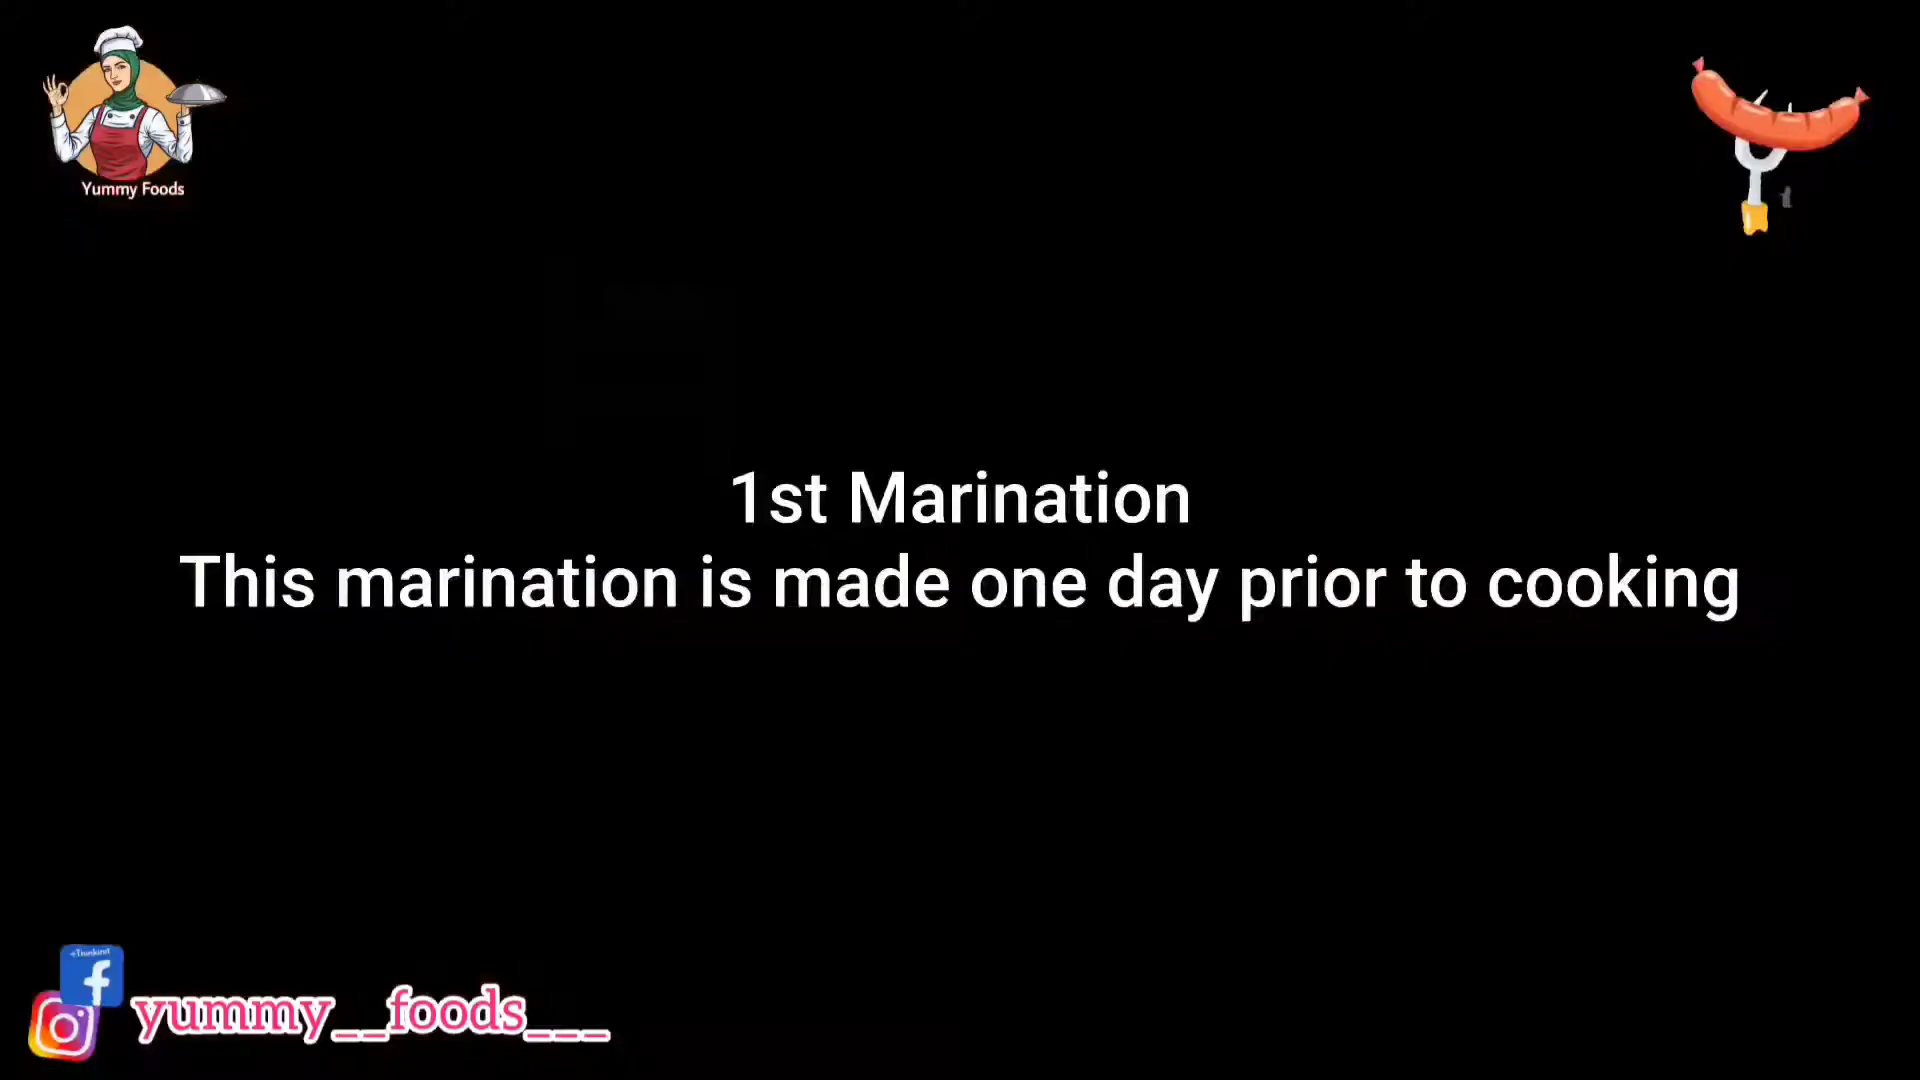 Yummy Foods
1st Marination
This marination is made one day prior to cooking
yummy__foods___